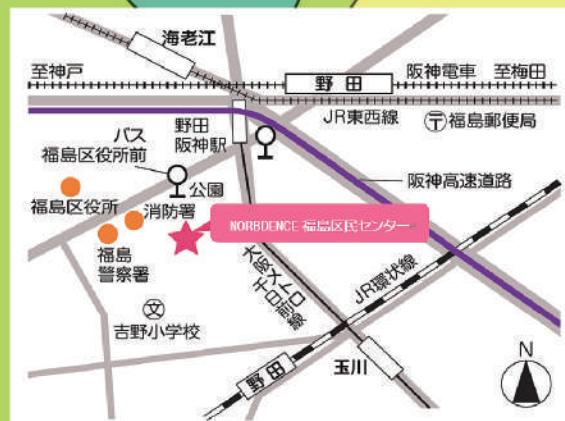 海老江
至神戸
野田
阪神電車
至梅田
JR東西線
〒福島郵便局
バス
福島区役所前
野田
阪神駅
公園
阪神高速道路
福島区役所
消防署
NORBDENCE 福島区民センター
福島
警察署
大阪メトロ
千日前線
JR環状線
文
吉野小学校
野田
玉川
N